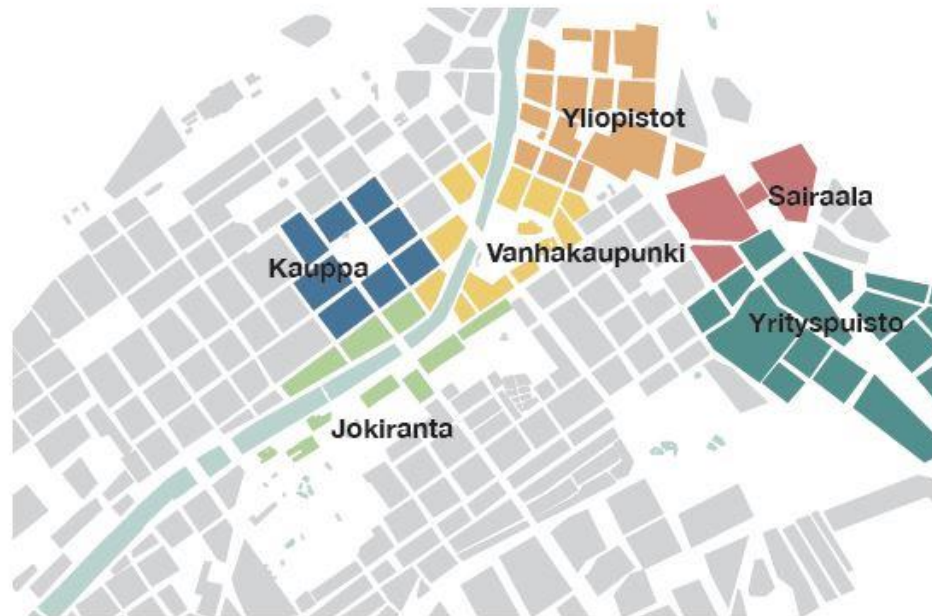 Yliopistot
Sairaala
Vanhakaupunki
Kauppa
Yrityspuisto
Jokiranta